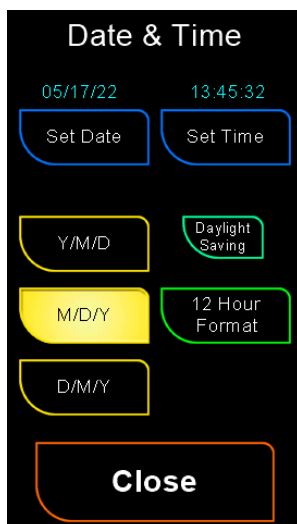 Date & Time
05/17/22 13:45:32
Set Date Set Time
Y/M/D
Daylight
Saving
M/D/Y
12 Hour
Format
D/M/Y
Close